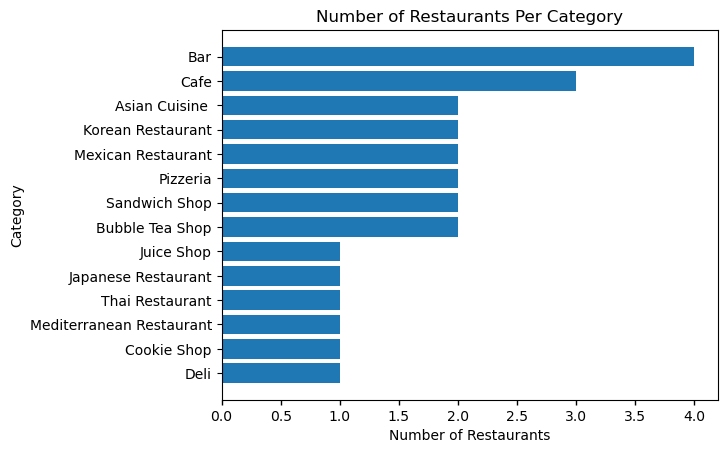 Number of Restaurants Per Category
Category
Bar
Cafe
Asian Cuisine
Korean Restaurant
Mexican Restaurant
Pizzeria
Sandwich Shop
Bubble Tea Shop
Juice Shop
Japanese Restaurant
Thai Restaurant
Mediterranean Restaurant
Cookie Shop
Deli
0.0 0.5 1.0 1.5 2.0 2.5 3.0 3.5 4.0
Number of Restaurants